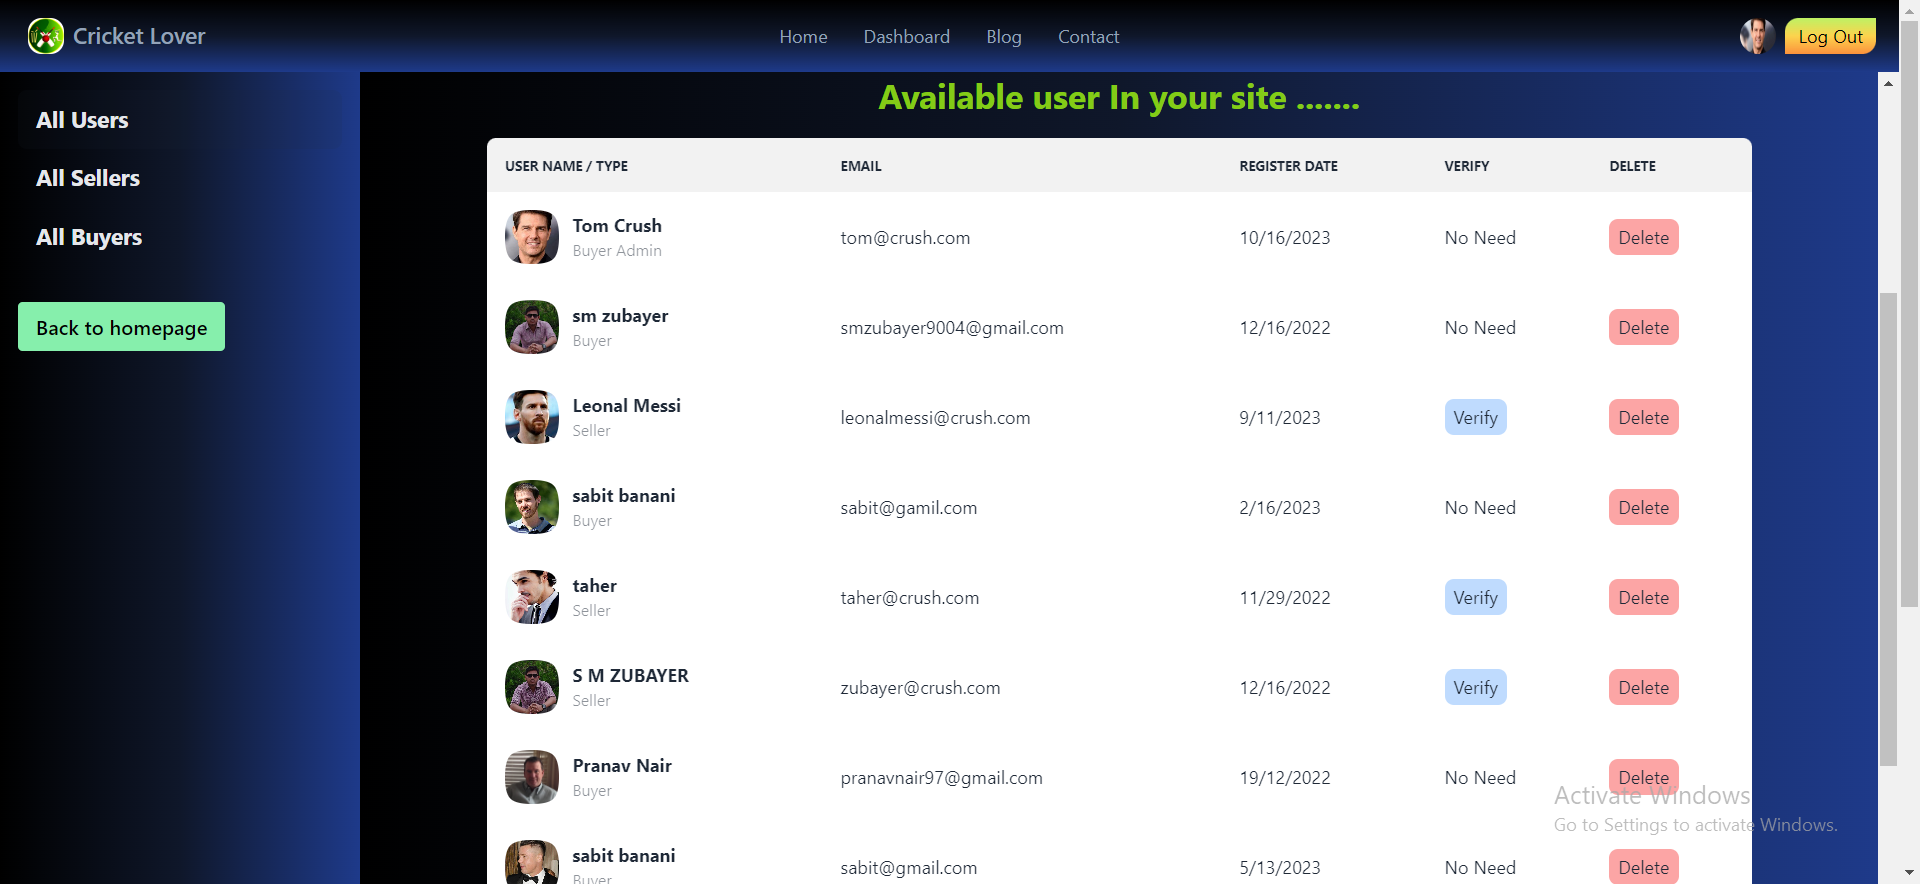 Cricket Lover
Home Dashboard Blog Contact
Log Out
All Users
All Sellers
All Buyers
Back to homepage
Available user In your site .......
USER NAME / TYPE EMAIL REGISTER DATE VERIFY DELETE
Tom Crush
Buyer Admin
tom@crush.com 10/16/2023 No Need Delete
sm zubayer
Buyer
smzubayer9004@gmail.com 12/16/2022 No Need Delete
Leonal Messi
Seller
leonalmessi@crush.com 9/11/2023 Verify Delete
sabit banani
Buyer
sabit@gamil.com 2/16/2023 No Need Delete
taher
Seller
taher@crush.com 11/29/2022 Verify Delete
S M ZUBAYER
Seller
zubayer@crush.com 12/16/2022 Verify Delete
Pranav Nair
Buyer
pranavnair97@gmail.com 19/12/2022 No Need Delete
Activate Windows
Go to Settings to activate Windows.
sabit banani
Buyer
sabit@gmail.com 5/13/2023 No Need Delete